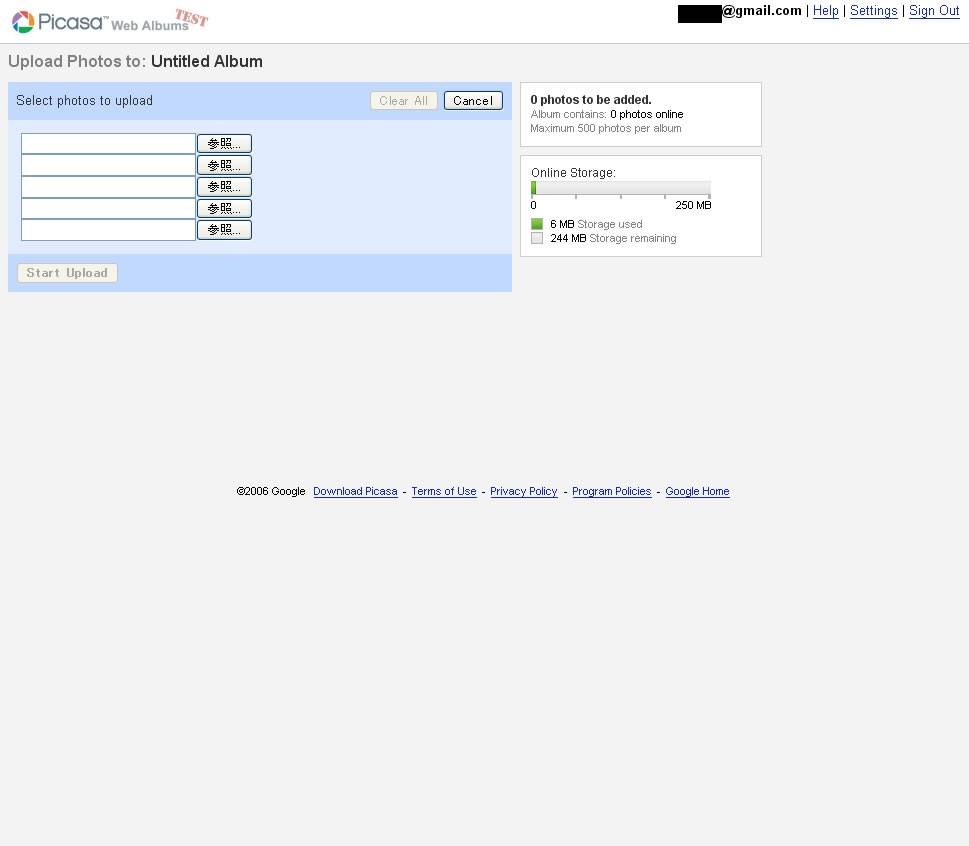 Picasa™ Web Albums TEST
@gmail.com | Help | Settings | Sign Out
Upload Photos to: Untitled Album
Select photos to upload
Clear All
Cancel
参照...
参照...
参照...
参照...
参照...
Start Upload
0 photos to be added.
Album contains: 0 photos online
Maximum 500 photos per album
Online Storage:
0 250 MB
6 MB Storage used
244 MB Storage remaining
©2006 Google Download Picasa - Terms of Use - Privacy Policy - Program Policies - Google Home